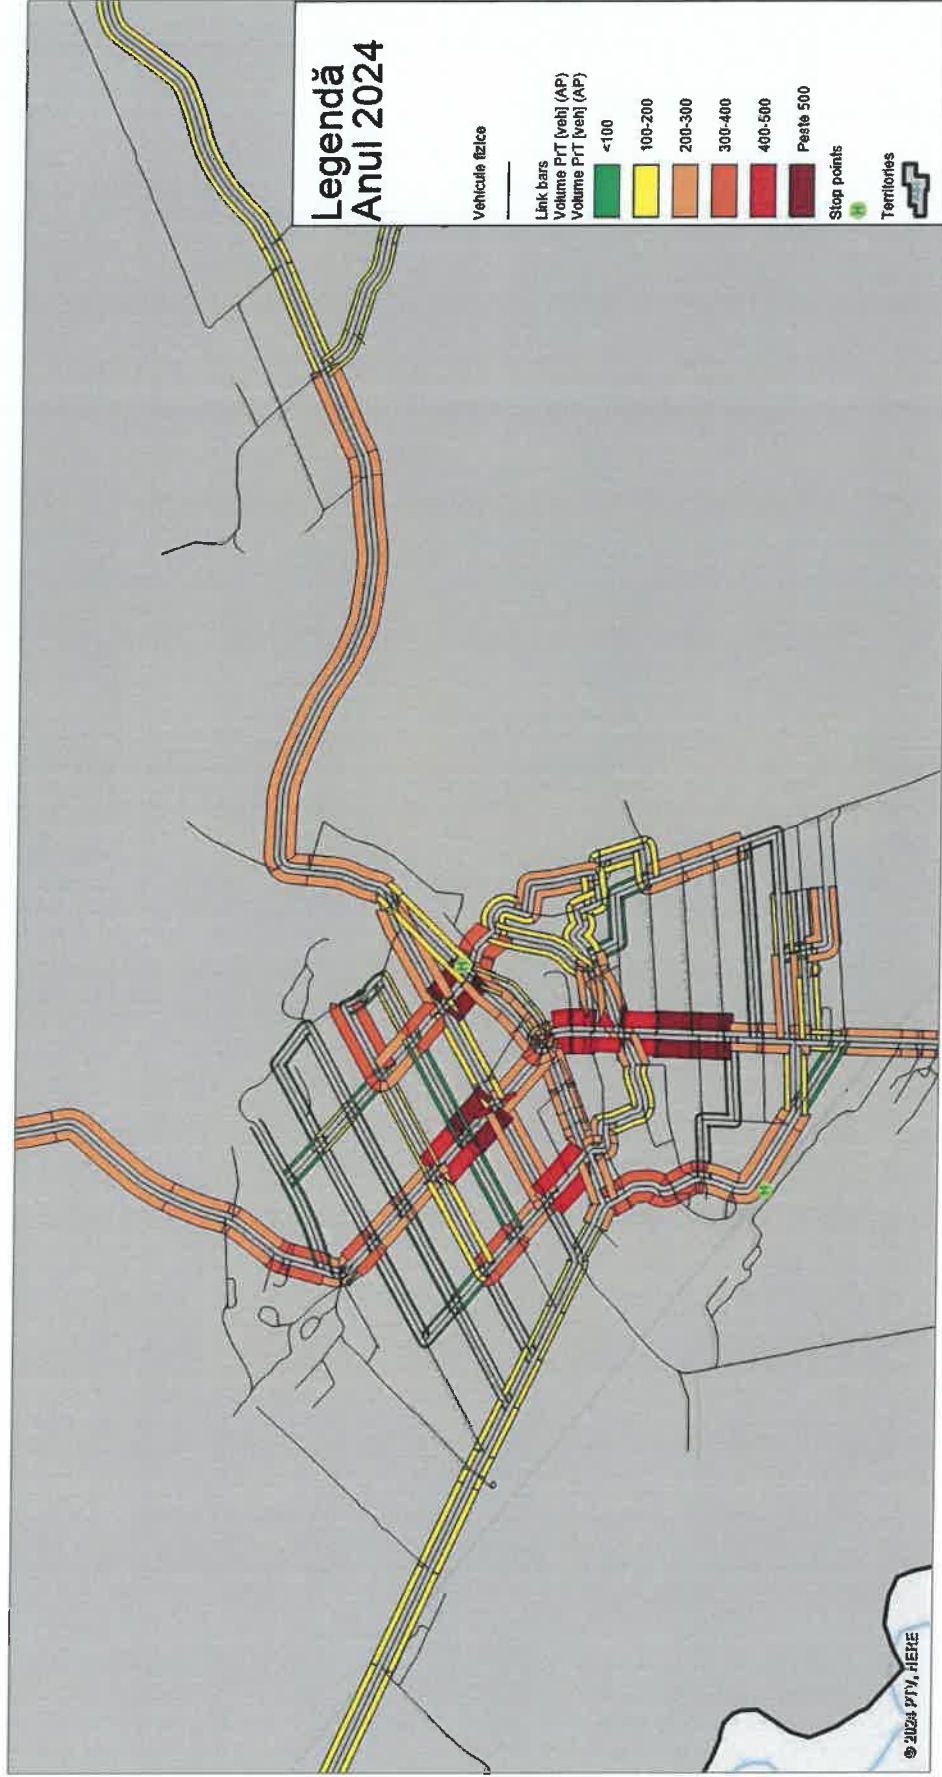 Legendă
Anul 2024
Vehicule fizice
Link bars
Volume PrT [veh] (AP)
Volume PrT [veh] (AP)
<100
100-200
200-300
300-400
400-500
Peste 500
Stop points
H
Territories
© 2024 PTV, HERE